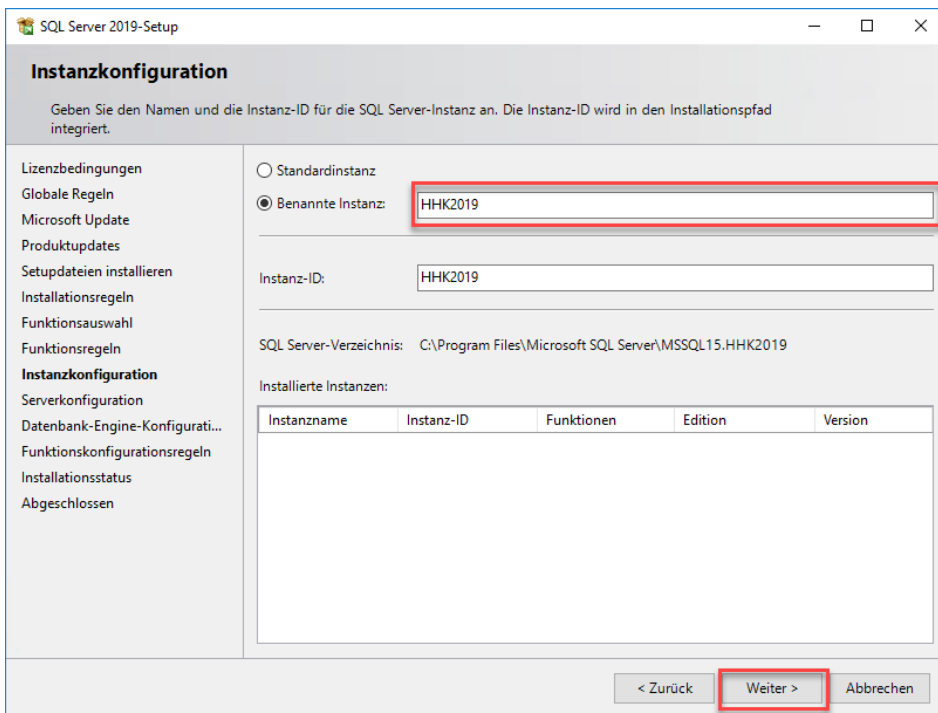 SQL Server 2019-Setup
Instanzkonfiguration
Geben Sie den Namen und die Instanz-ID für die SQL Server-Instanz an. Die Instanz-ID wird in den Installationspfad
integriert.
Lizenzbedingungen
Globale Regeln
Microsoft Update
Produktupdates
Setupdateien installieren
Installationsregeln
Funktionsauswahl
Funktionsregeln
Instanzkonfiguration
Serverkonfiguration
Datenbank-Engine-Konfigurati...
Funktionskonfigurationsregeln
Installationsstatus
Abgeschlossen
Standardinstanz
Benannte Instanz: HHK2019
Instanz-ID: HHK2019
SQL Server-Verzeichnis: C:\Program Files\Microsoft SQL Server\MSSQL15.HHK2019
Installierte Instanzen:
Instanzname Instanz-ID Funktionen Edition Version
< Zurück Weiter > Abbrechen